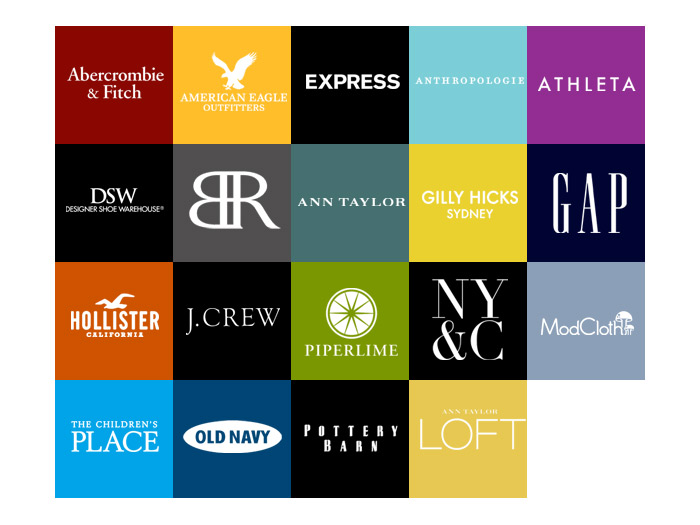 Abercrombie
& Fitch
AMERICAN EAGLE
OUTFITTERS
EXPRESS
ANTHROPOLOGIE
ATHLETA
DSW
DESIGNER SHOE WAREHOUSE®
BR
ANN TAYLOR
GILLY HICKS
SYDNEY
GAP
HOLLISTER
CALIFORNIA
J.CREW
PIPERLIME
NY
&C
ModCloth
THE CHILDREN'S
PLACE
OLD NAVY
POTTERY
BARN
ANN TAYLOR
LOFT